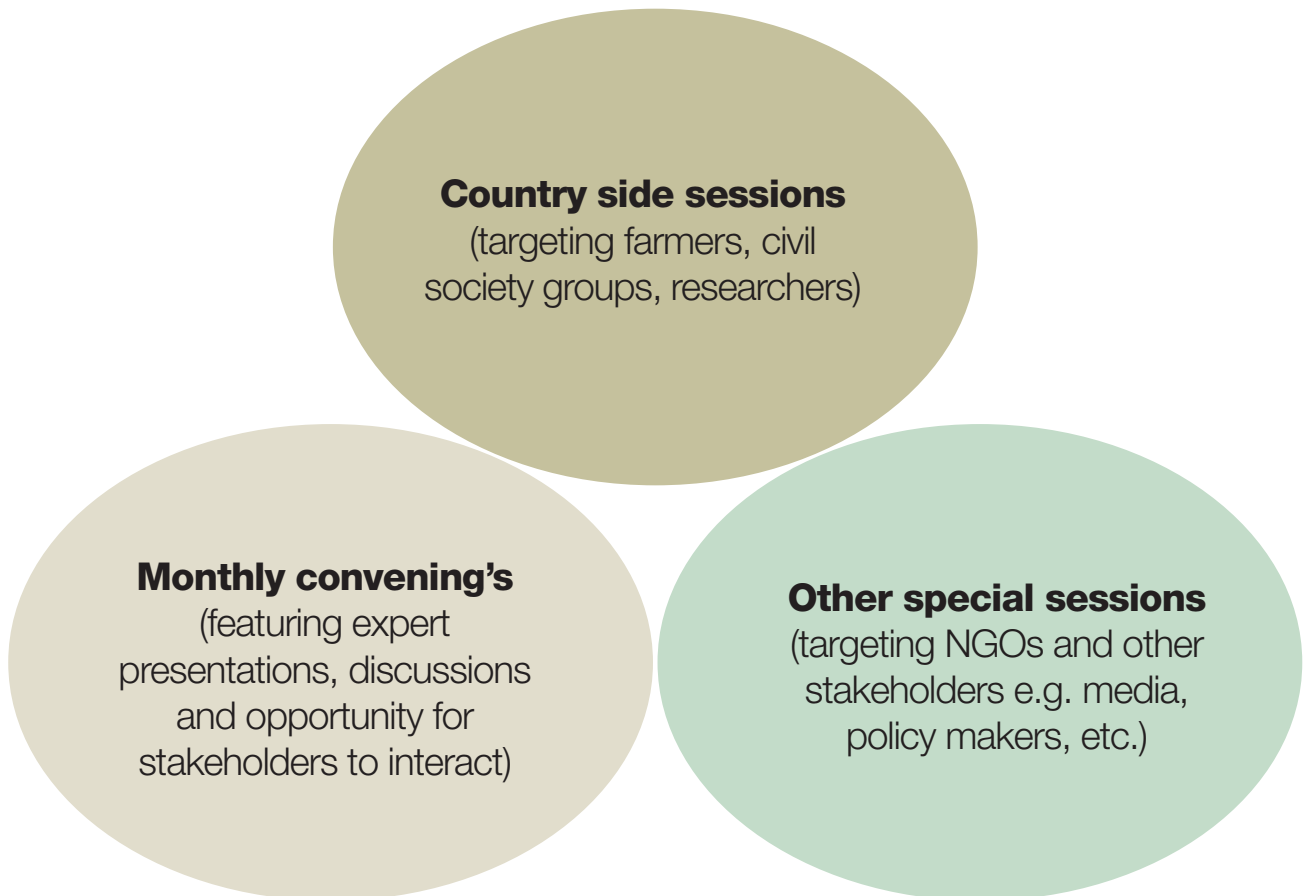 Country side sessions
(targeting farmers, civil
society groups, researchers)
Monthly convening's
(featuring expert
presentations, discussions
and opportunity for
stakeholders to interact)
Other special sessions
(targeting NGOs and other
stakeholders e.g. media,
policy makers, etc.)